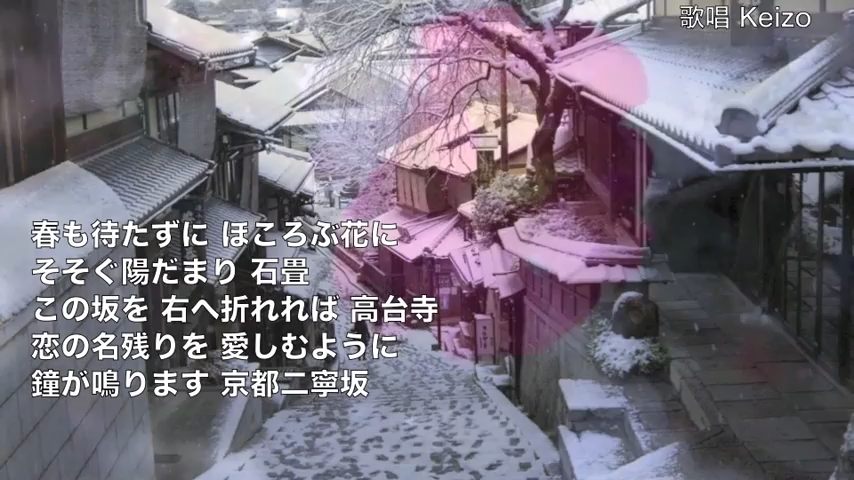 歌唱 Keizo
春も待たずに ほころぶ花に
そそぐ陽だまり 石畳
この坂を 右へ折れれば 高台寺
恋の名残りを 愛しむように
鐘が鳴ります 京都二寧坂